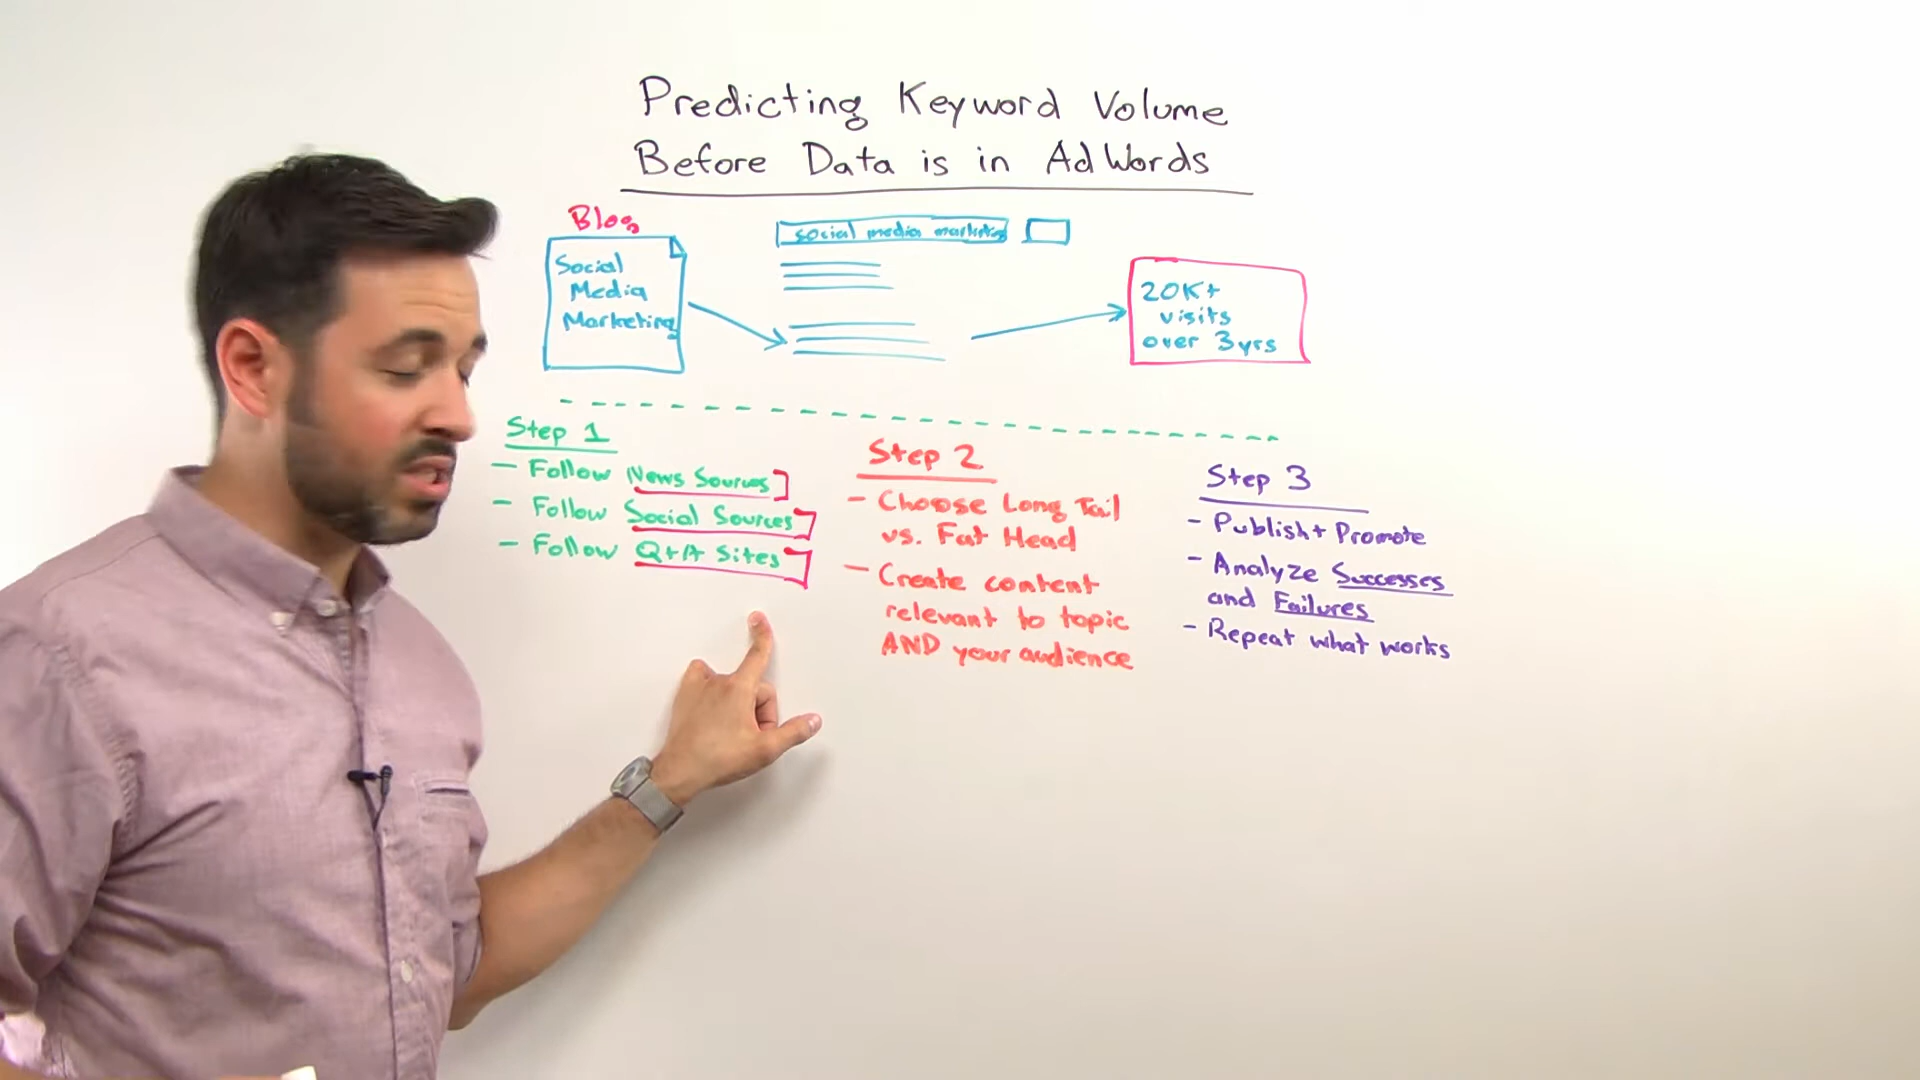 Predicting Keyword Volume
Before Data is in AdWords
Blog
Social
Media
Marketing
social media marketing
20K+
visits
over 3yrs
Step 1
- Follow News Sources
- Follow Social Sources
- Follow Q+A Sites
Step 2
- Choose Long Tail
vs. Fat Head
- Create content
relevant to topic
AND your audience
Step 3
- Publish + Promote
- Analyze Successes
and Failures
- Repeat what works